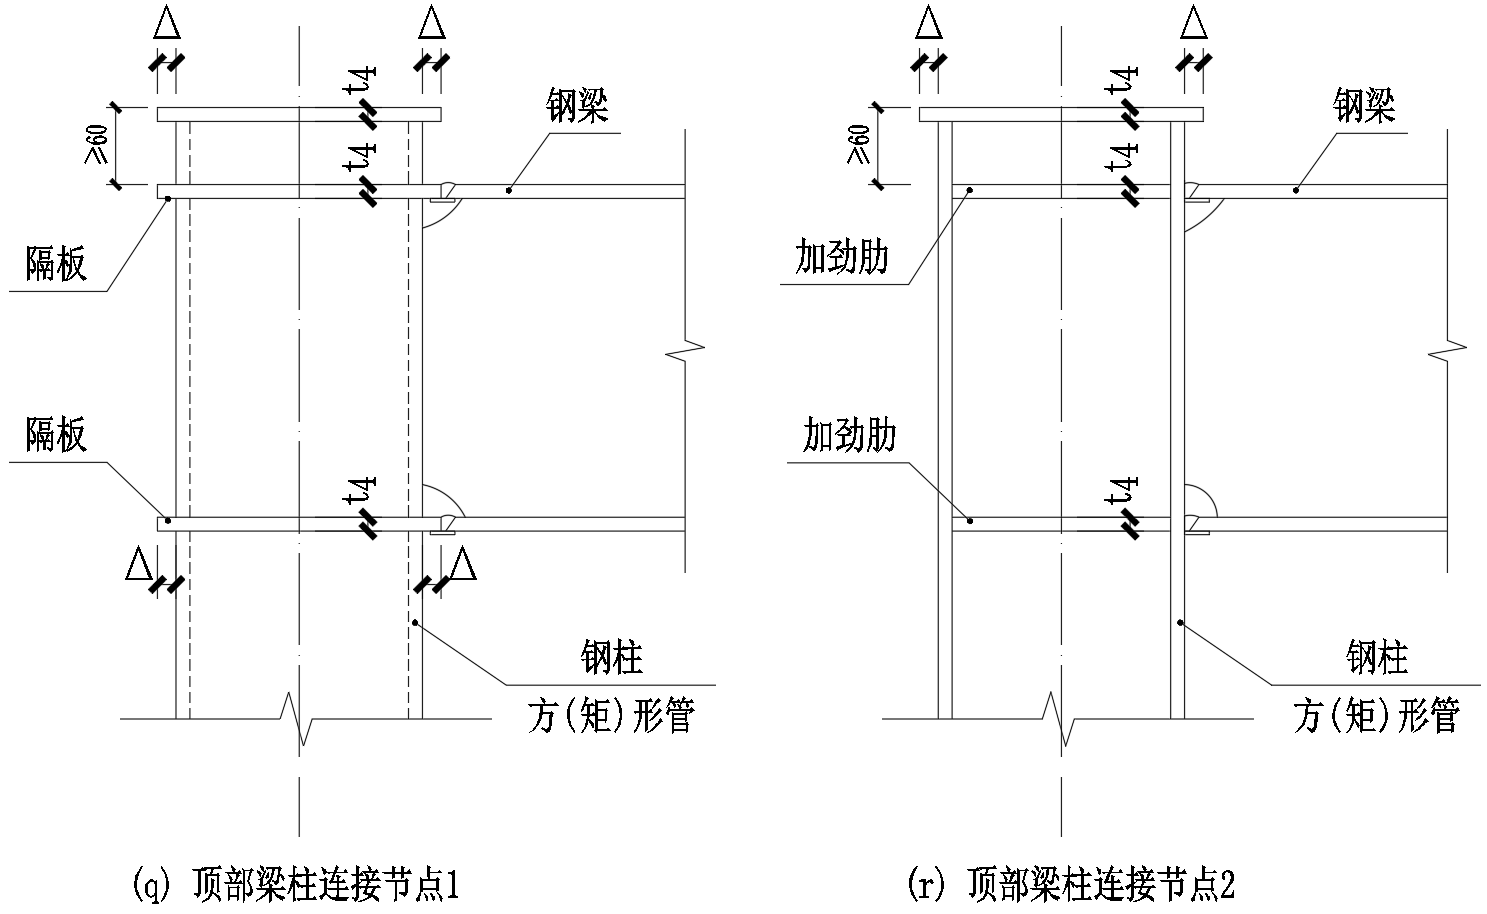 Δ Δ Δ Δ
t4 t4
钢梁 钢梁
≥60 ≥60
t4 t4
隔板 加劲肋
隔板 加劲肋
t4 t4
Δ Δ
钢柱 钢柱
方(矩)形管 方(矩)形管
(q) 顶部梁柱连接节点1
(r) 顶部梁柱连接节点2